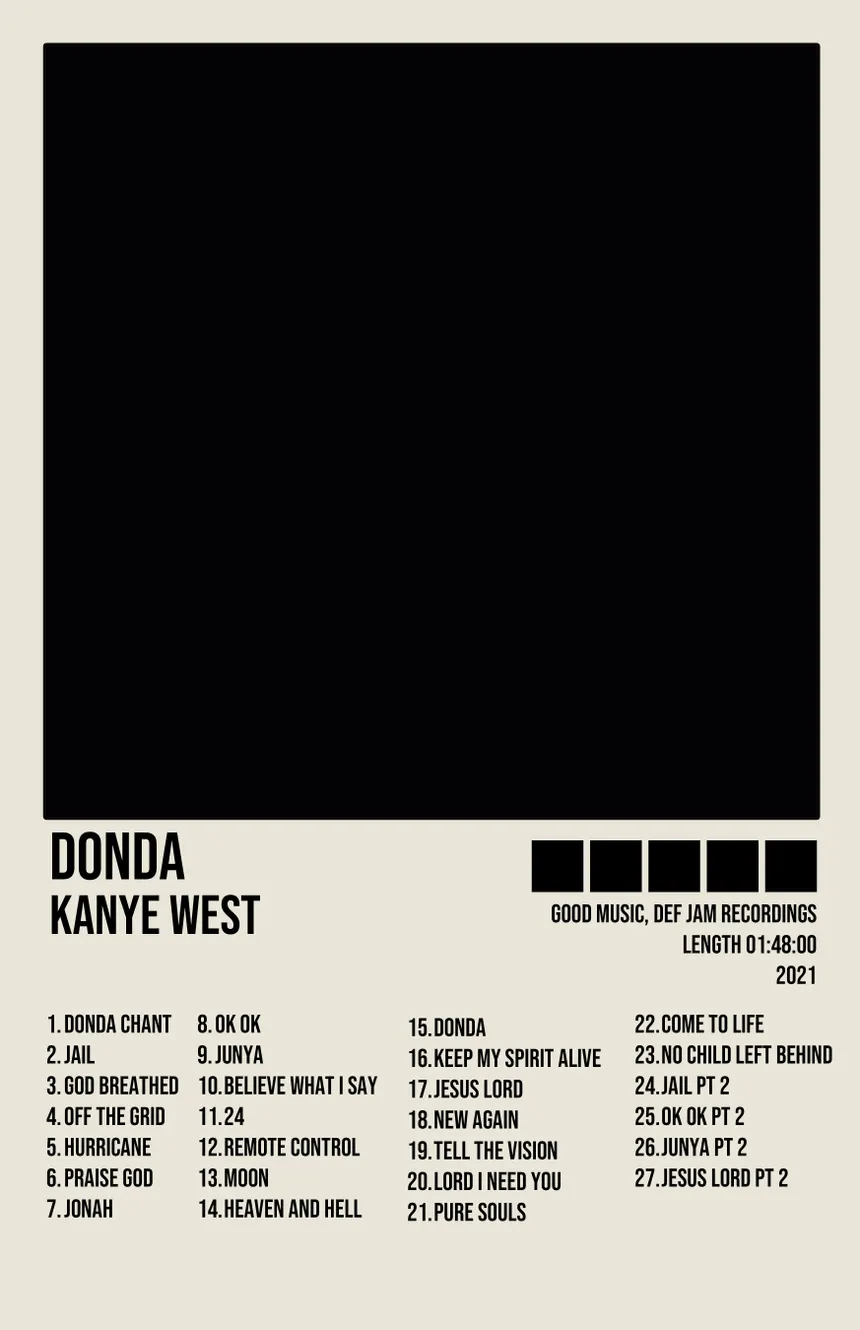 DONDA
KANYE WEST
GOOD MUSIC, DEF JAM RECORDINGS
LENGTH 01:48:00
2021
1. DONDA CHANT
2. JAIL
3. GOD BREATHED
4. OFF THE GRID
5. HURRICANE
6. PRAISE GOD
7. JONAH
8. OK OK
9. JUNYA
10. BELIEVE WHAT I SAY
11. 24
12. REMOTE CONTROL
13. MOON
14. HEAVEN AND HELL
15. DONDA
16. KEEP MY SPIRIT ALIVE
17. JESUS LORD
18. NEW AGAIN
19. TELL THE VISION
20. LORD I NEED YOU
21. PURE SOULS
22. COME TO LIFE
23. NO CHILD LEFT BEHIND
24. JAIL PT 2
25. OK OK PT 2
26. JUNYA PT 2
27. JESUS LORD PT 2